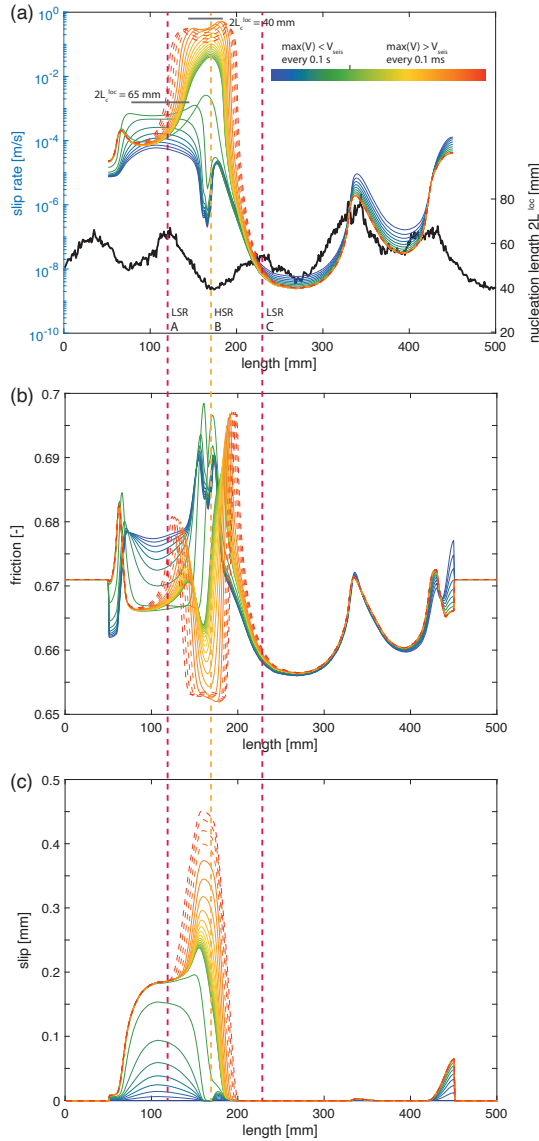 (a)
10^0
10^-2
10^-4
10^-6
10^-8
10^-10
slip rate [m/s]
2L_c^loc = 40 mm
2L_c^loc = 65 mm
max(V) < V_seis
every 0.1 s
max(V) > V_seis
every 0.1 ms
80
60
40
20
nucleation length 2L^loc
LSR
A
HSR
B
LSR
C
0 100 200 300 400 500
length [mm]
(b)
0.7
0.69
0.68
0.67
0.66
0.65
friction [-]
0 100 200 300 400 500
length [mm]
(c)
0.5
0.4
0.3
0.2
0.1
0
slip [mm]
0 100 200 300 400 500
length [mm]